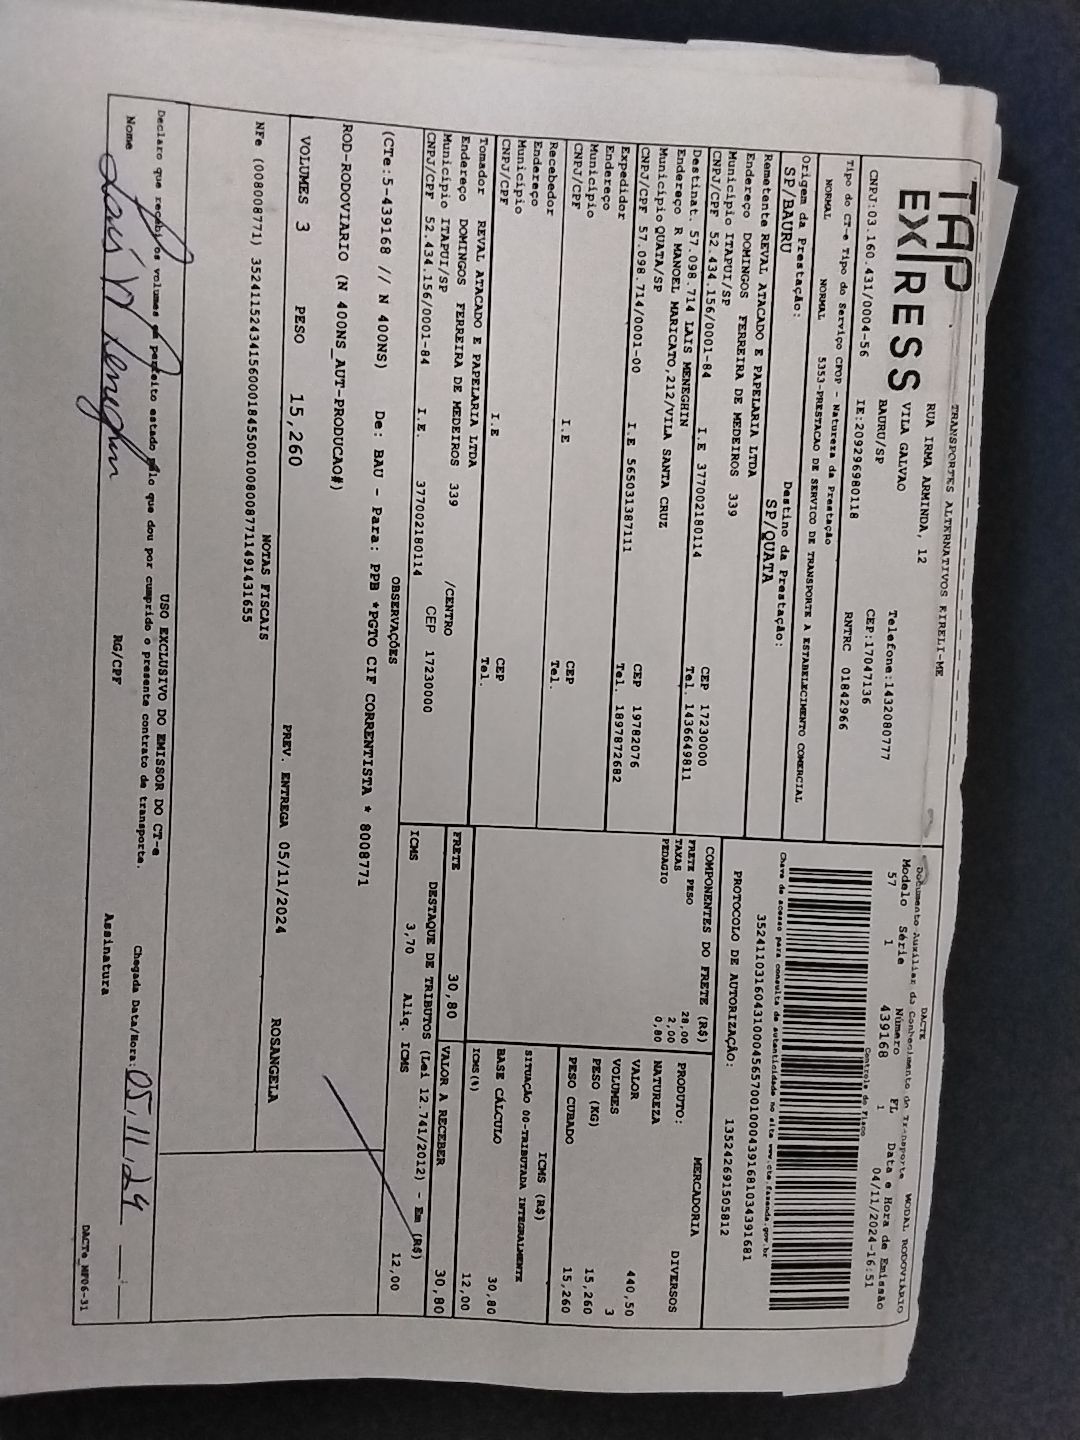 TAP
EXPRESS
TRANSPORTES ALTERNATIVOS EIRELI-ME
RUA IRMA ARMINDA, 12
VILA GALVAO
BAURU/SP
Telefone:1432080777
CEP:17047136
CNPJ:03.160.431/0004-56 IE:209296980118 RNTRC 01842966
Tipo do CT-e Tipo do Serviço CFOP - Natureza da Prestação
NORMAL NORMAL 5353-PRESTACAO DE SERVICO DE TRANSPORTE A ESTABELECIMENTO COMERCIAL
Origem da Prestação: Destino da Prestação:
SP/BAURU SP/QUATA
Remetente REVAL ATACADO E PAPELARIA LTDA
Endereço DOMINGOS FERREIRA DE MEDEIROS 339
Município ITAPUI/SP CEP 17230000
CNPJ/CPF 52.434.156/0001-84 I.E 377002180114 Tel. 1436649811
Destinat. 57.098.714 LAIS MENEGHIN
Endereço R MANOEL MARICATO,212/VILA SANTA CRUZ
Município QUATA/SP CEP 19782076
CNPJ/CPF 57.098.714/0001-00 I.E 565031387111 Tel. 1897872682
Expedidor
Endereço
Município CEP
CNPJ/CPF I.E Tel.
Recebedor
Endereço
Município CEP
CNPJ/CPF I.E Tel.
Tomador REVAL ATACADO E PAPELARIA LTDA
Endereço DOMINGOS FERREIRA DE MEDEIROS 339 /CENTRO
Município ITAPUI/SP CEP 17230000
CNPJ/CPF 52.434.156/0001-84 I.E. 377002180114
DACTE
Documento Auxiliar do Conhecimento de Transporte MODAL RODOVIÁRIO
Modelo Série Número FL Data e Hora de Emissão
57 1 439168 1 04/11/2024-16:51
Controle do Fisco
Chave de acesso para consulta de autenticidade no site www.cte.fazenda.gov.br
35241103160431000456570010004391681034391681
PROTOCOLO DE AUTORIZAÇÃO: 135242691505812
COMPONENTES DO FRETE (R$)
FRETE PESO 28,00
TAXAS 2,00
PEDAGIO 0,80
FRETE 30,80
PRODUTO: MERCADORIA
NATUREZA DIVERSOS
VALOR 440,50
VOLUMES 3
PESO (KG) 15,260
PESO CUBADO 15,260
ICMS (R$)
SITUAÇÃO 00-TRIBUTADA INTEGRALMENTE
BASE CÁLCULO 30,80
ICMS(%) 12,00
VALOR A RECEBER 30,80
DESTAQUE DE TRIBUTOS (Lei 12.741/2012) - Em (R$)
ICMS 3,70 Aliq. ICMS 12,00
OBSERVAÇÕES
(CTe:5-439168 // N 400NS) De: BAU - Para: PPB *PGTO CIF CORRENTISTA * 8008771
ROD-RODOVIARIO (N 400NS_AUT-PRODUCAO#)
VOLUMES 3 PESO 15,260 PREV. ENTREGA 05/11/2024 ROSANGELA
NOTAS FISCAIS
NFe (008008771) 35241152434156000184550010080087711491431655
USO EXCLUSIVO DO EMISSOR DO CT-e
Declaro que recebi os volumes em perfeito estado pelo que dou por cumprido o presente contrato de transporte. Chegada Data/Hora: 05.11.24 __:__
Nome Lais Meneghin RG/CPF Assinatura
DACTe_MP06-31